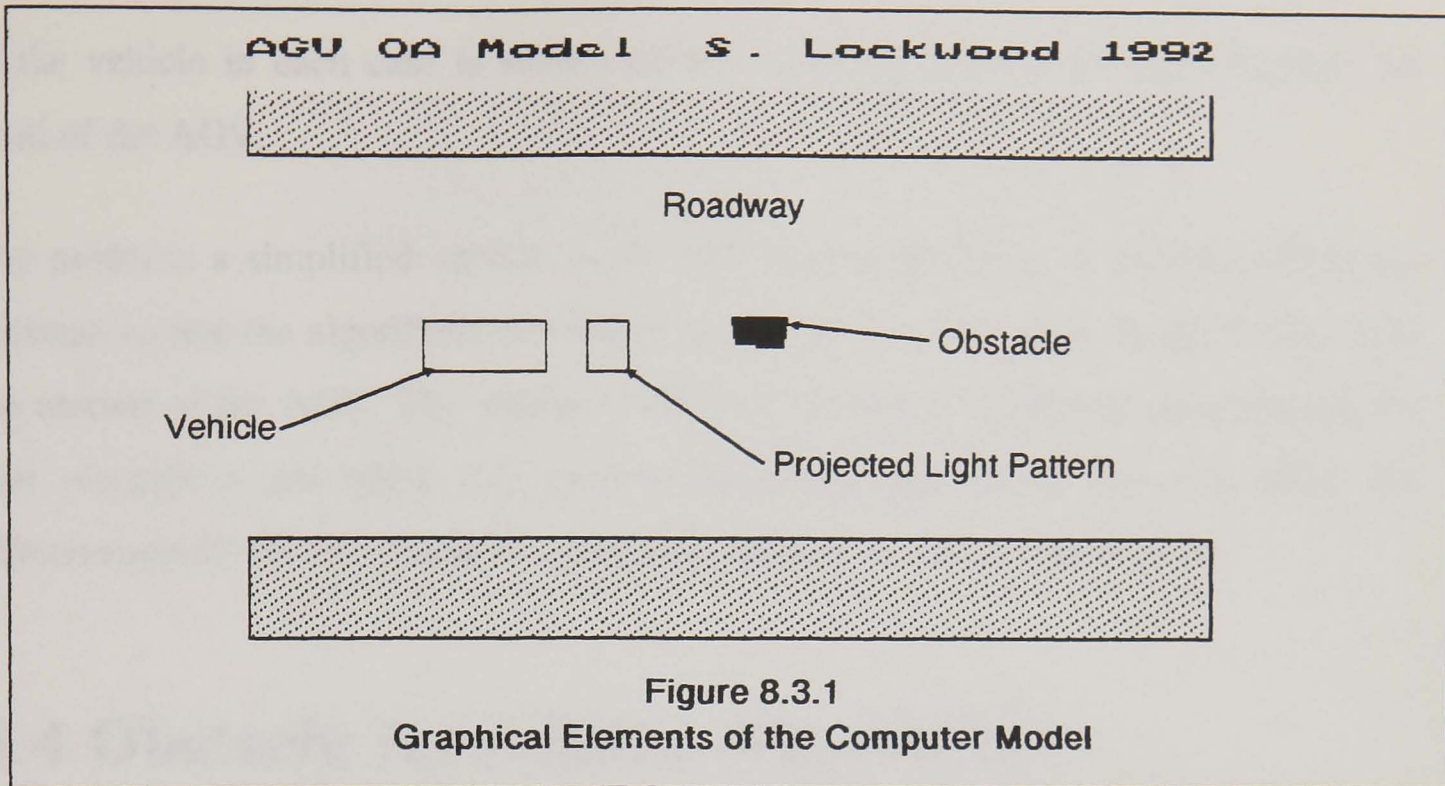 AGV OA Model S. Lockwood 1992
Roadway
Obstacle
Vehicle
Projected Light Pattern
Figure 8.3.1
Graphical Elements of the Computer Model